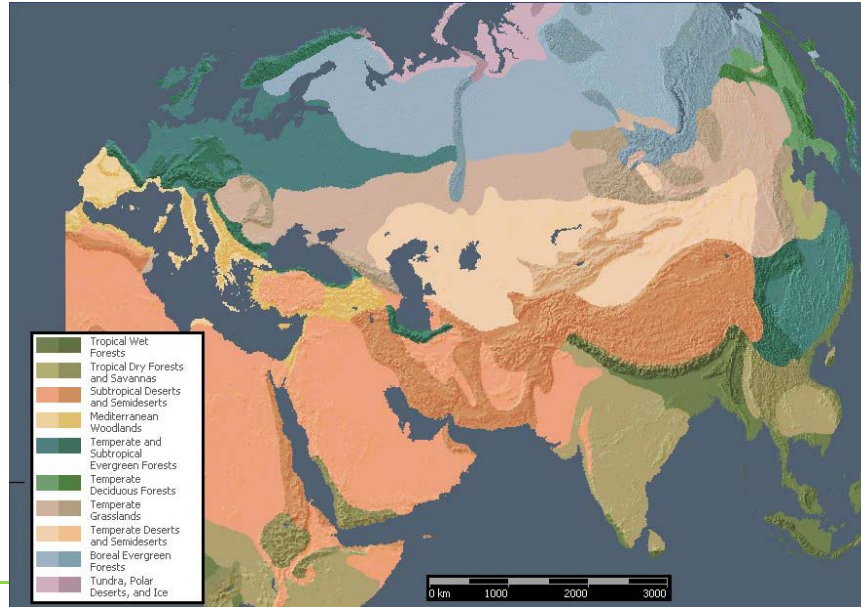 Tropical Wet
Forests
Tropical Dry Forests
and Savannas
Subtropical Deserts
and Semideserts
Mediterranean
Woodlands
Temperate and
Subtropical
Evergreen Forests
Temperate
Deciduous Forests
Temperate
Grasslands
Temperate Deserts
and Semideserts
Boreal Evergreen
Forests
Tundra, Polar
Deserts, and Ice
0 km 1000 2000 3000